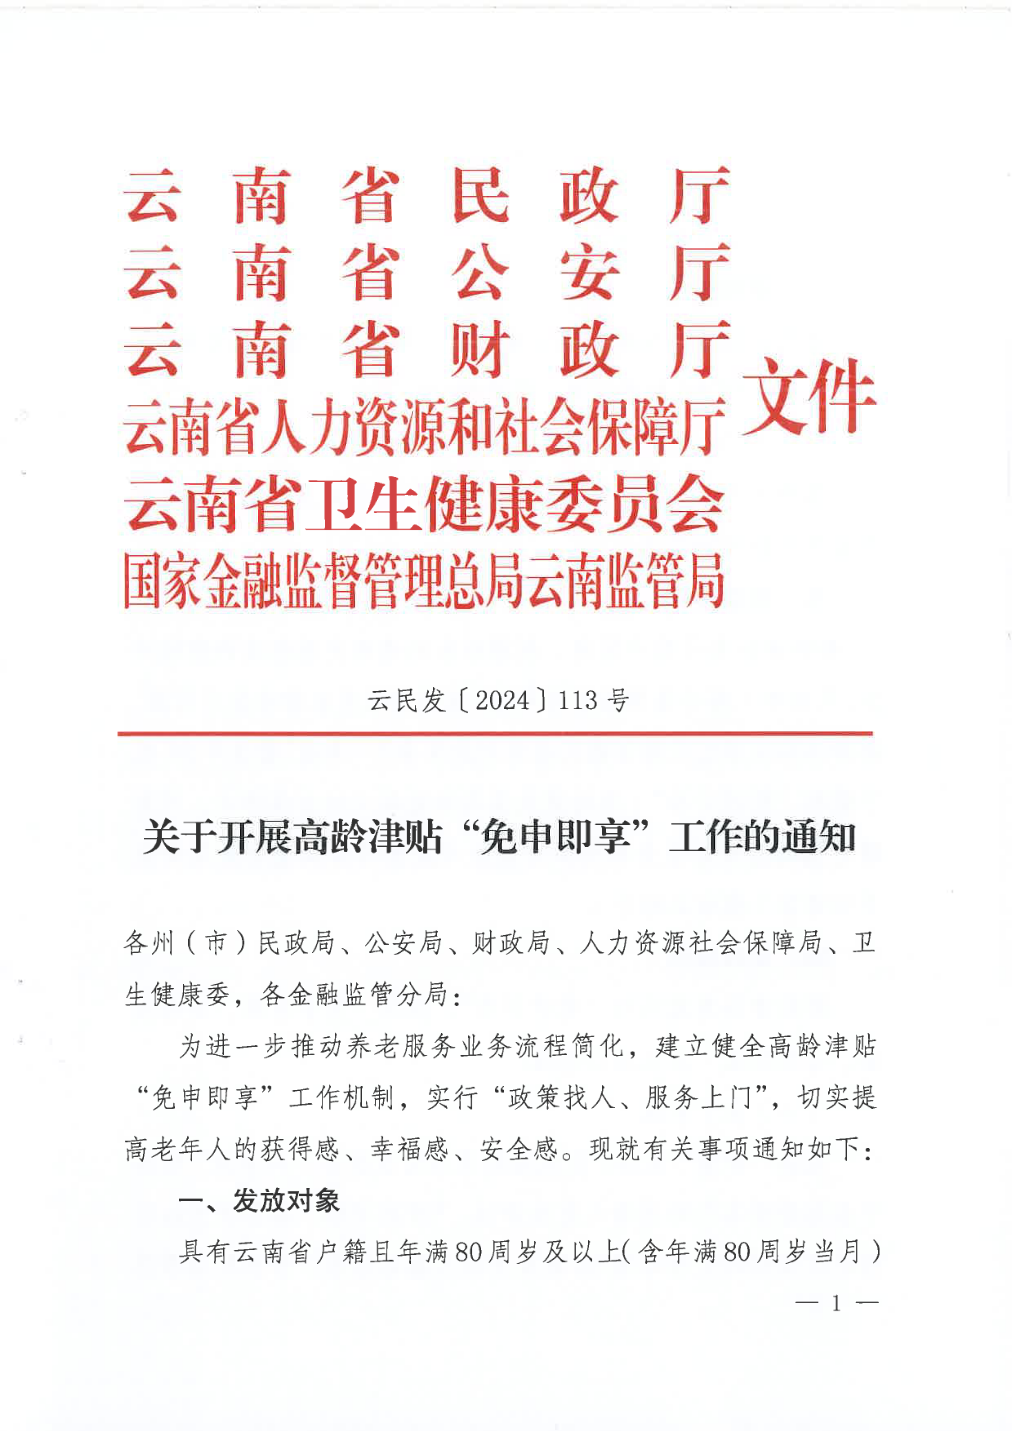 云南省民政厅
云南省公安厅
云南省财政厅
云南省人力资源和社会保障厅
云南省卫生健康委员会
国家金融监督管理总局云南监管局
文件
云民发〔2024〕113号
关于开展高龄津贴“免申即享”工作的通知
各州(市)民政局、公安局、财政局、人力资源社会保障局、卫
生健康委，各金融监管分局：
为进一步推动养老服务业务流程简化，建立健全高龄津贴
“免申即享”工作机制，实行“政策找人、服务上门”，切实提
高老年人的获得感、幸福感、安全感。现就有关事项通知如下：
一、发放对象
具有云南省户籍且年满80周岁及以上(含年满80周岁当月)
— 1 —